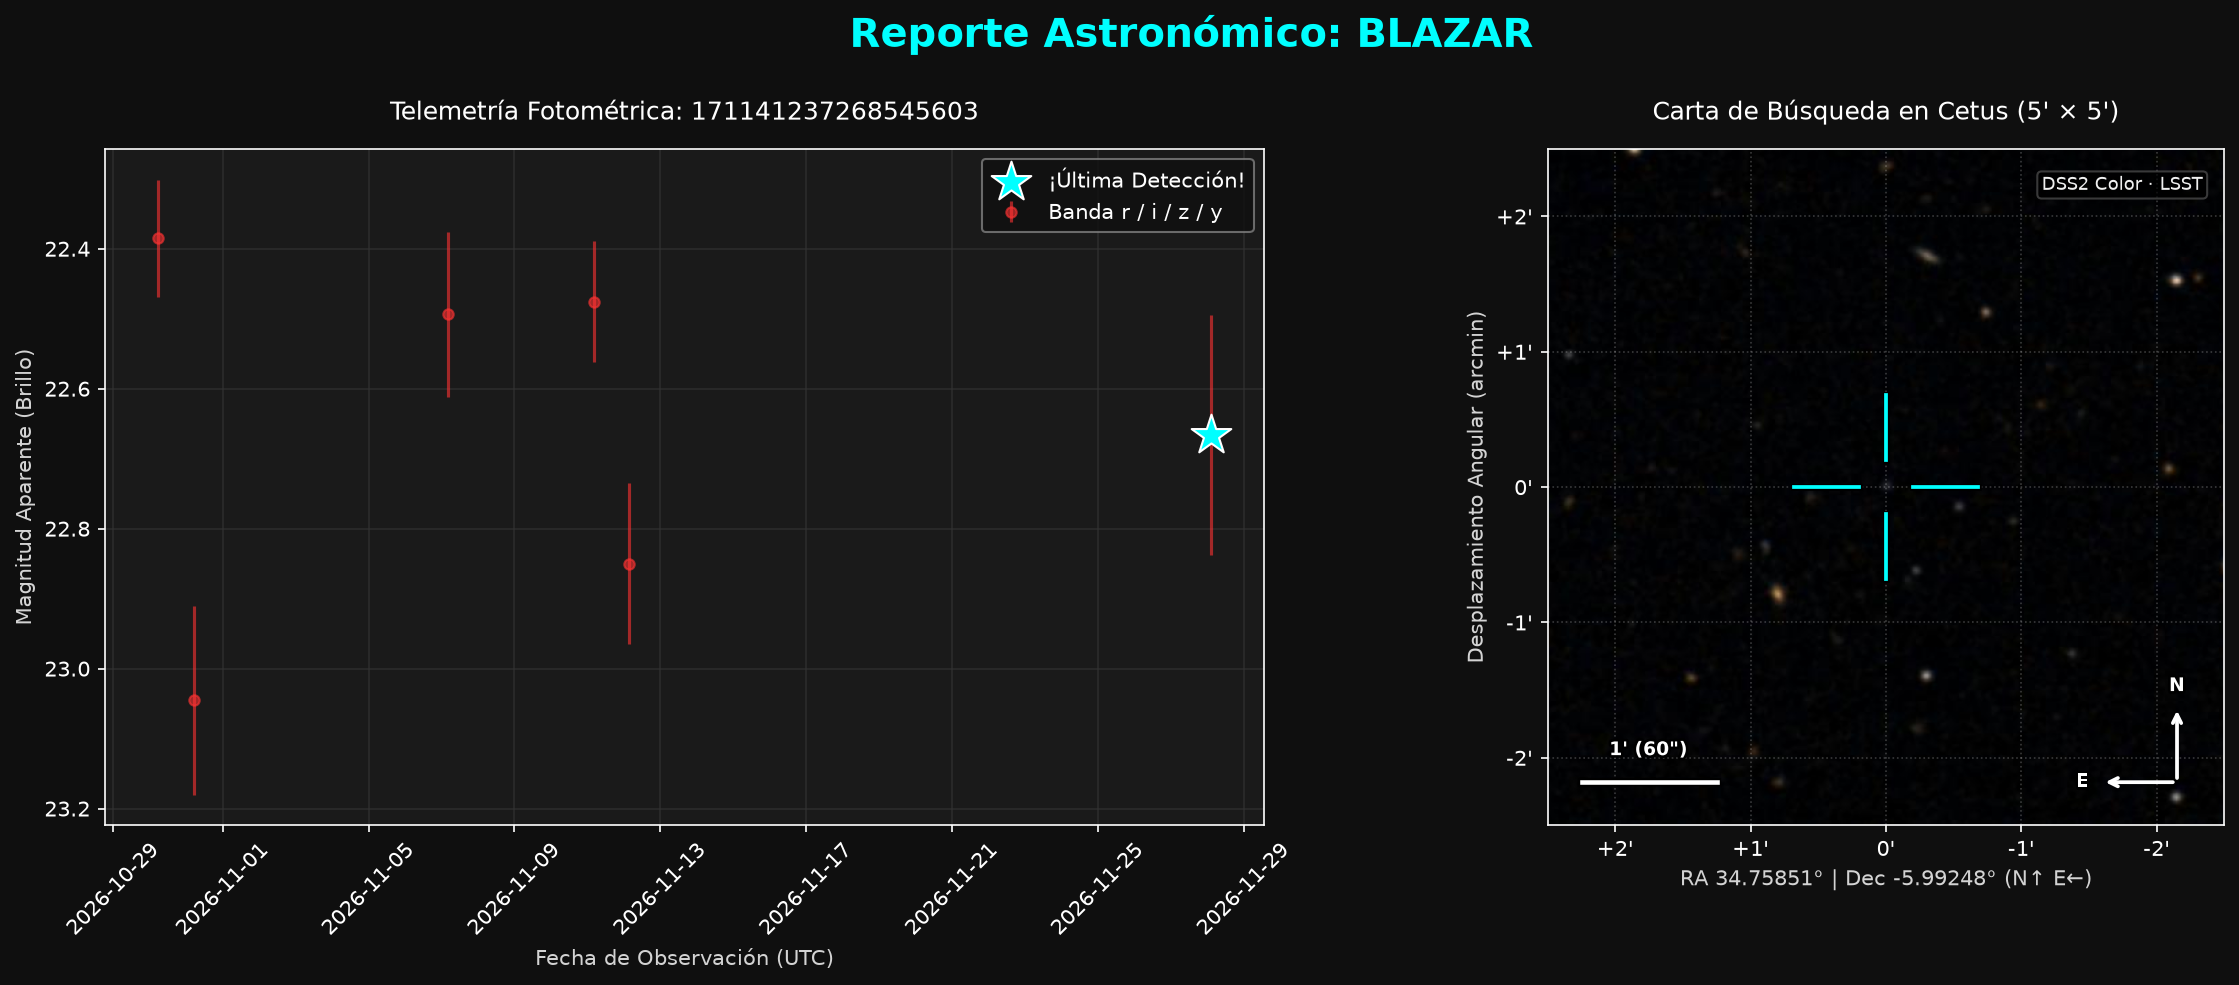 Reporte Astronómico: BLAZAR
Telemetría Fotométrica: 171141237268545603
¡Última Detección!
Banda r / i / z / y
Magnitud Aparente (Brillo)
22.4
22.6
22.8
23.0
23.2
2026-10-29
2026-11-01
2026-11-05
2026-11-09
2026-11-13
2026-11-17
2026-11-21
2026-11-25
2026-11-29
Fecha de Observación (UTC)
Carta de Búsqueda en Cetus (5' × 5')
DSS2 Color · LSST
Desplazamiento Angular (arcmin)
+2'
+1'
0'
-1'
-2'
N
E
1' (60")
+2'
+1'
0'
-1'
-2'
RA 34.75851° | Dec -5.99248° (N↑ E←)